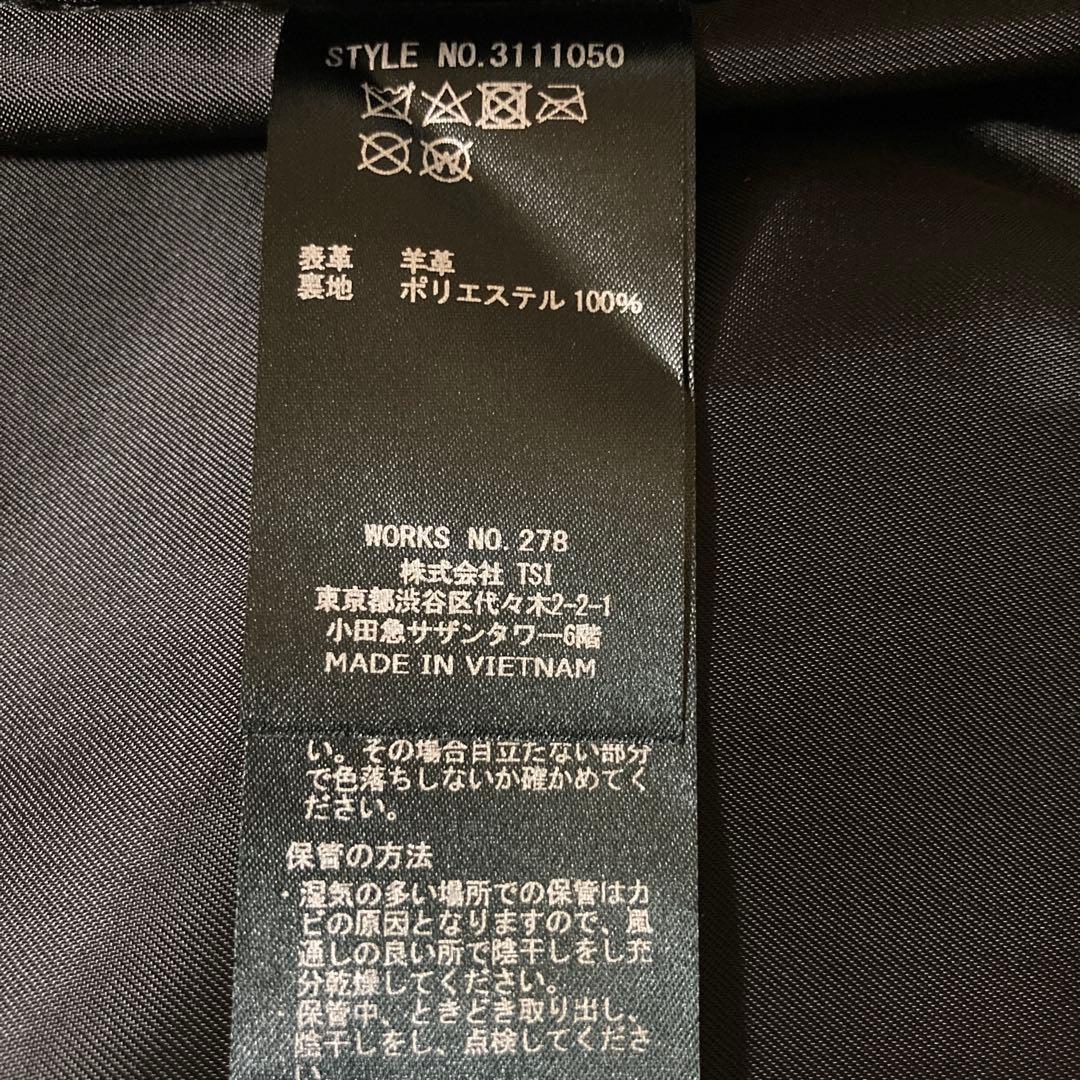 STYLE NO.3111050
W
表革 羊革
裏地 ポリエステル 100%
WORKS NO.278
株式会社 TSI
東京都渋谷区代々木2-2-1
小田急サザンタワー6階
MADE IN VIETNAM
い。その場合目立たない部分
で色落ちしないか確かめてく
ださい。
保管の方法
・湿気の多い場所での保管はカ
ビの原因となりますので、風
通しの良い所で陰干しをし充
分乾燥してください。
・保管中、ときどき取り出し、
陰干しをし、点検してくださ
い。